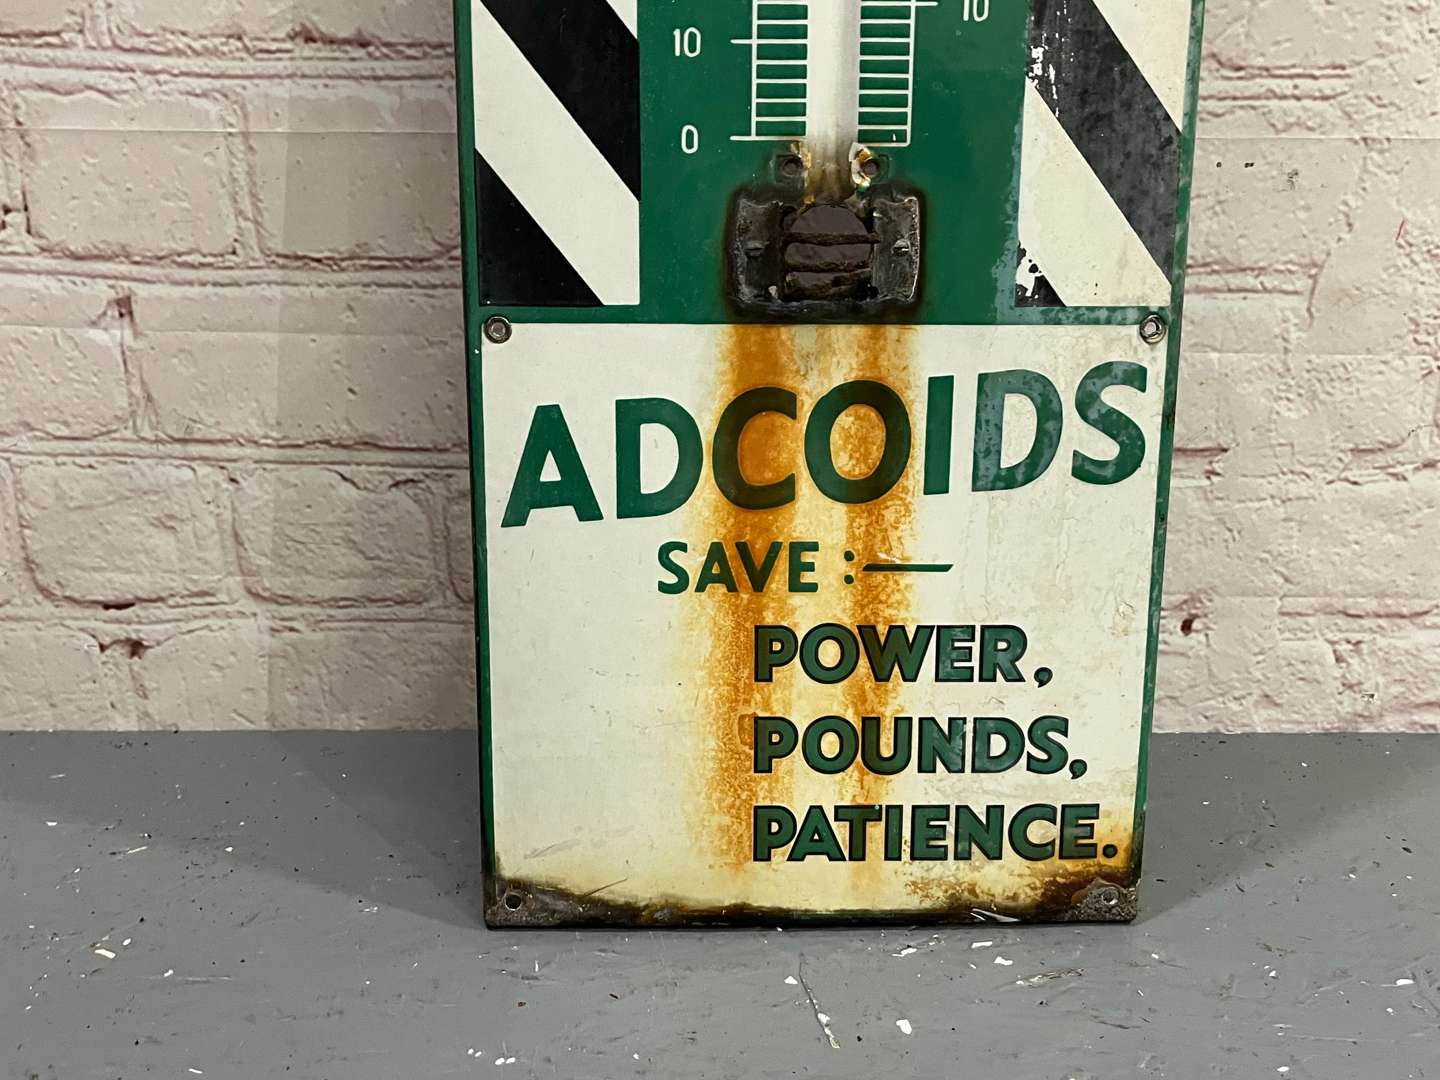 10 10
0
ADCOIDS
SAVE :—
POWER,
POUNDS,
PATIENCE.